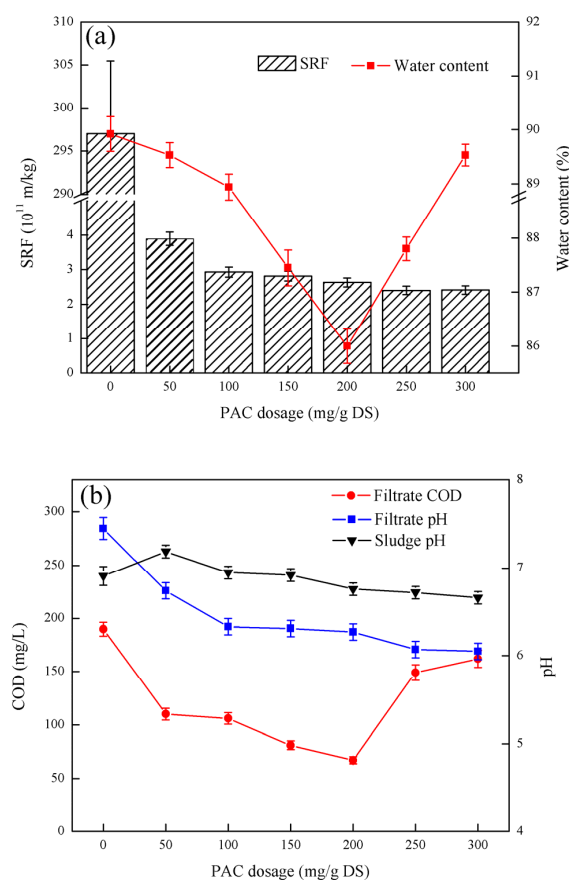 (a)
SRF
Water content
310
305
300
295
290
4
3
2
1
0
SRF (10¹¹ m/kg)
92
91
90
89
88
87
86
Water content (%)
0 50 100 150 200 250 300
PAC dosage (mg/g DS)
(b)
Filtrate COD
Filtrate pH
Sludge pH
300
250
200
150
100
50
0
COD (mg/L)
8
7
6
5
4
pH
0 50 100 150 200 250 300
PAC dosage (mg/g DS)